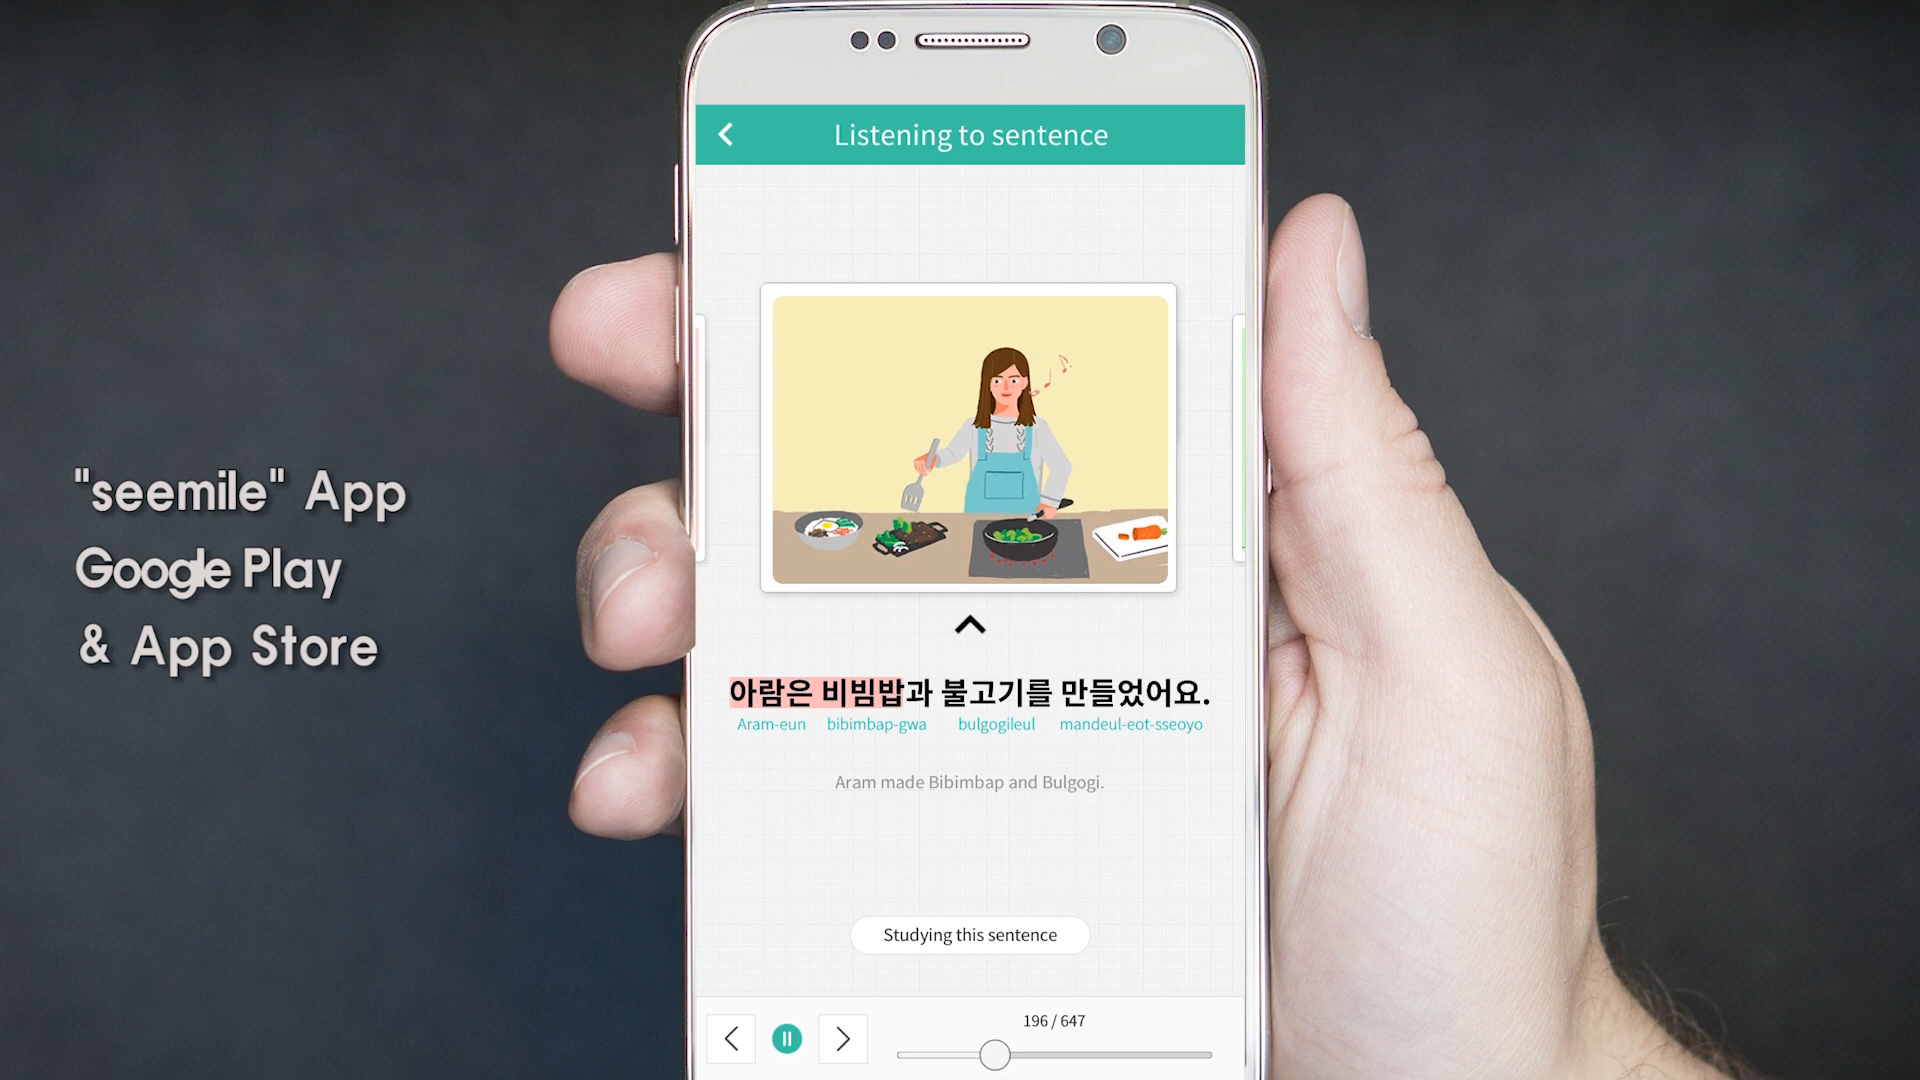 "seemile" App
Google Play
& App Store
Listening to sentence
아람은 비빔밥과 불고기를 만들었어요.
Aram-eun bibimbap-gwa bulgogileul mandeul-eot-sseoyo
Aram made Bibimbap and Bulgogi.
Studying this sentence
196 / 647